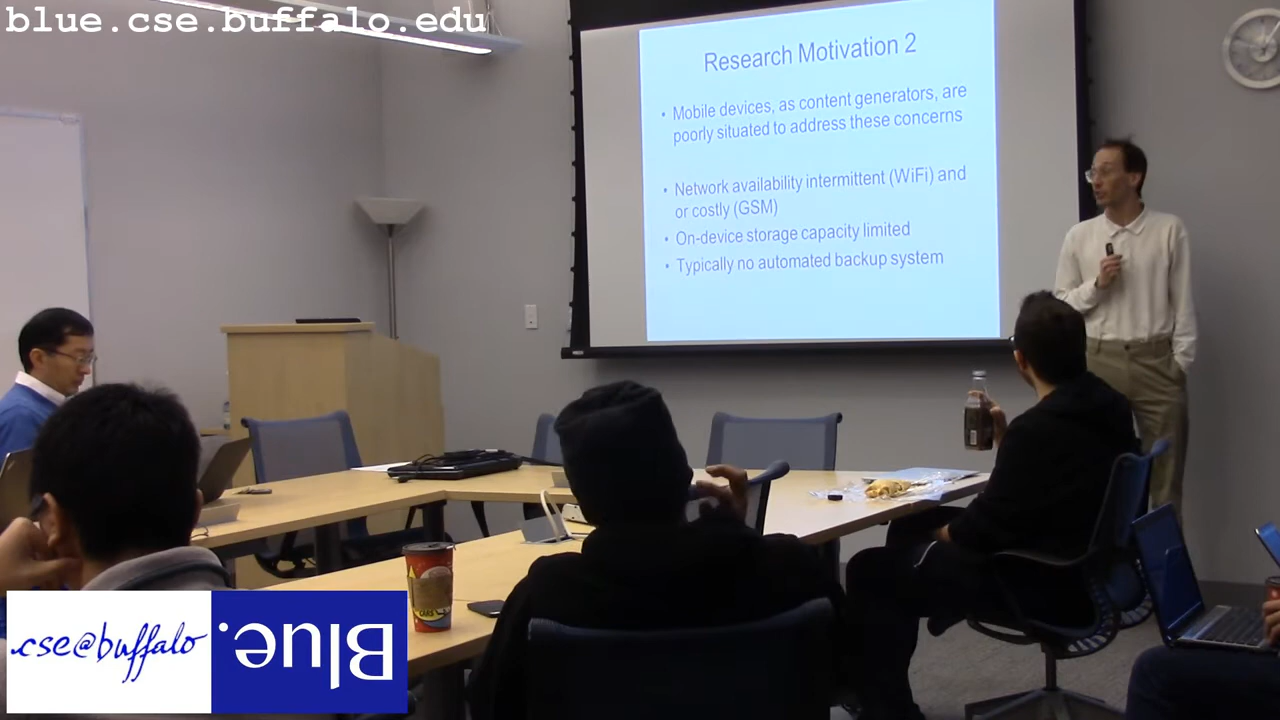 blue.cse.buffalo.edu
Research Motivation 2
• Mobile devices, as content generators, are
poorly situated to address these concerns
• Network availability intermittent (WiFi) and
or costly (GSM)
• On-device storage capacity limited
• Typically no automated backup system
cse@buffalo
Blue.